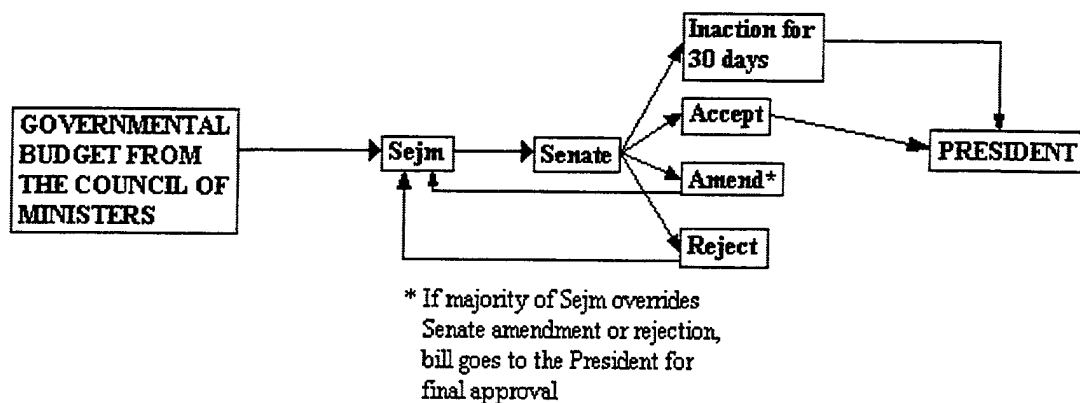 GOVERNMENTAL
BUDGET FROM
THE COUNCIL OF
MINISTERS
Sejm
Senate
Inaction for
30 days
Accept
Amend*
Reject
PRESIDENT
* If majority of Sejm overrides
Senate amendment or rejection,
bill goes to the President for
final approval